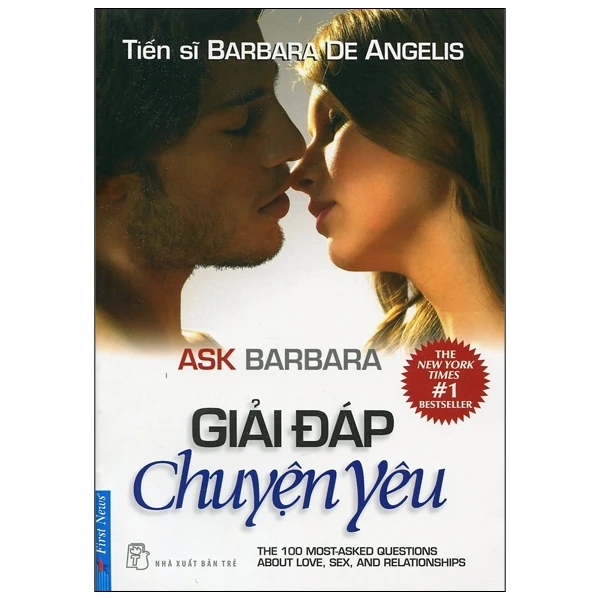 Tiến sĩ BARBARA DE ANGELIS
ASK BARBARA
THE
NEW YORK
TIMES
#1
BESTSELLER
GIẢI ĐÁP
Chuyện Yêu
First News
NHÀ XUẤT BẢN TRẺ
THE 100 MOST-ASKED QUESTIONS
ABOUT LOVE, SEX, AND RELATIONSHIPS